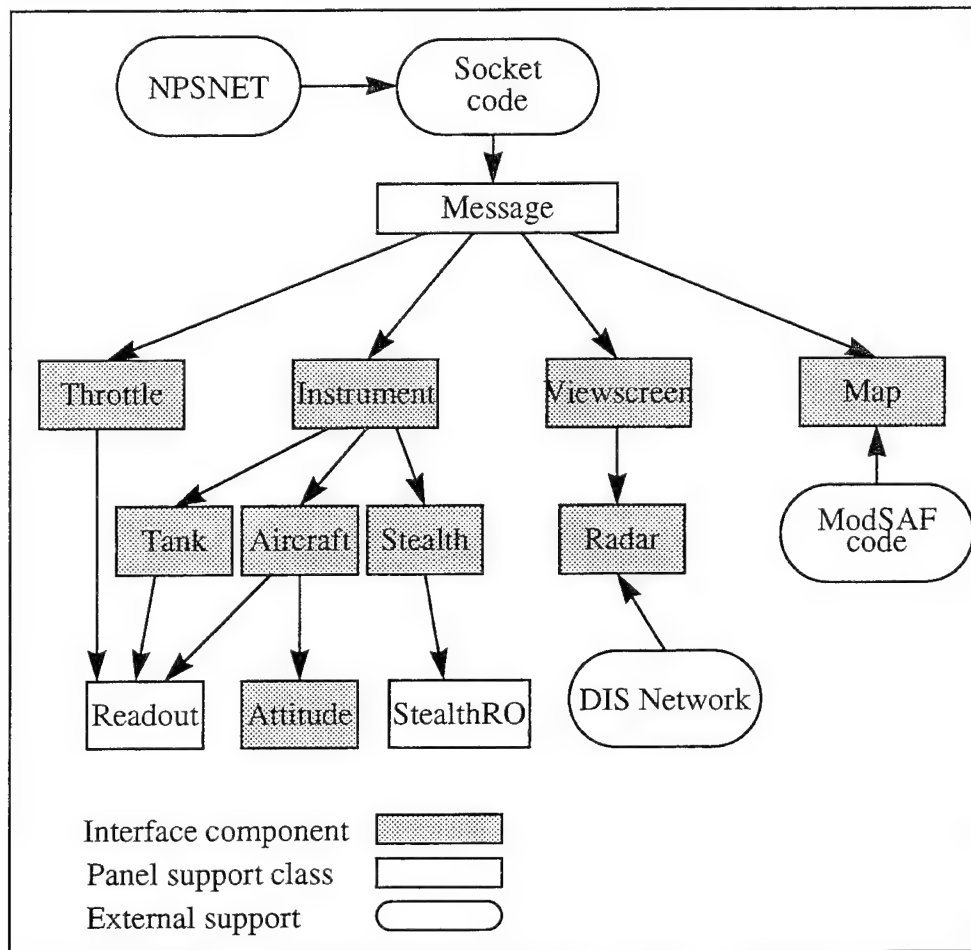 NPSNET
Socket
code
Message
Throttle
Instrument
Viewscreen
Map
Tank
Aircraft
Stealth
Radar
ModSAF
code
Readout
Attitude
StealthRO
DIS Network
Interface component
Panel support class
External support